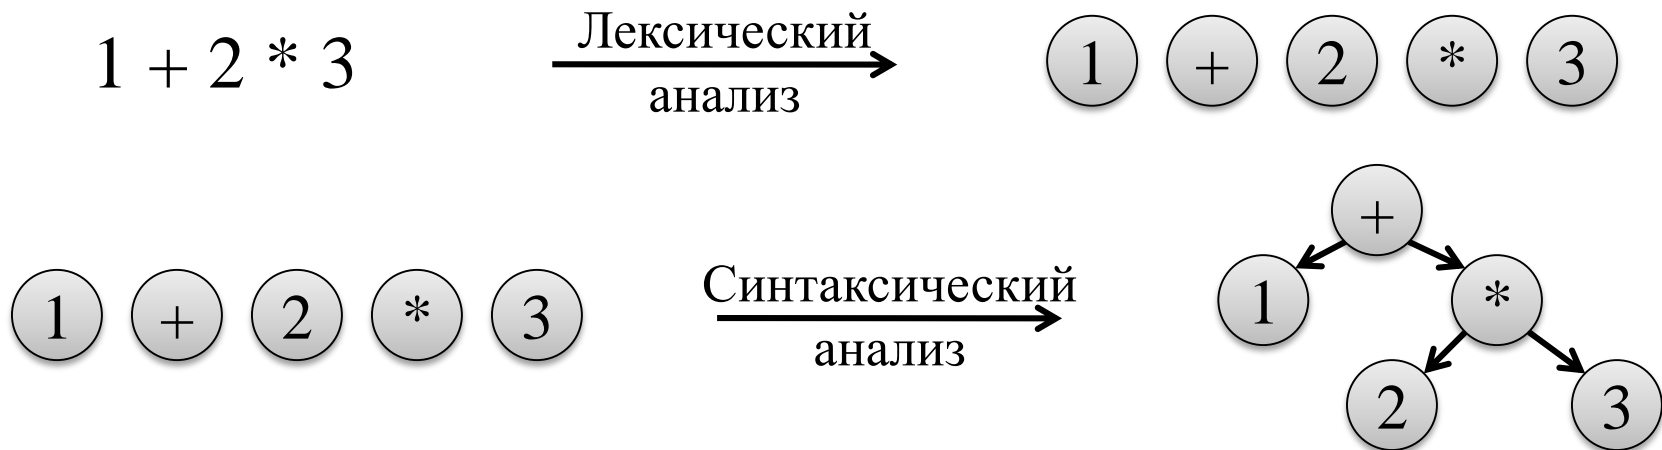 1 + 2 * 3
Лексический
анализ
1 + 2 * 3
1 + 2 * 3
Синтаксический
анализ
+
1 *
2 3